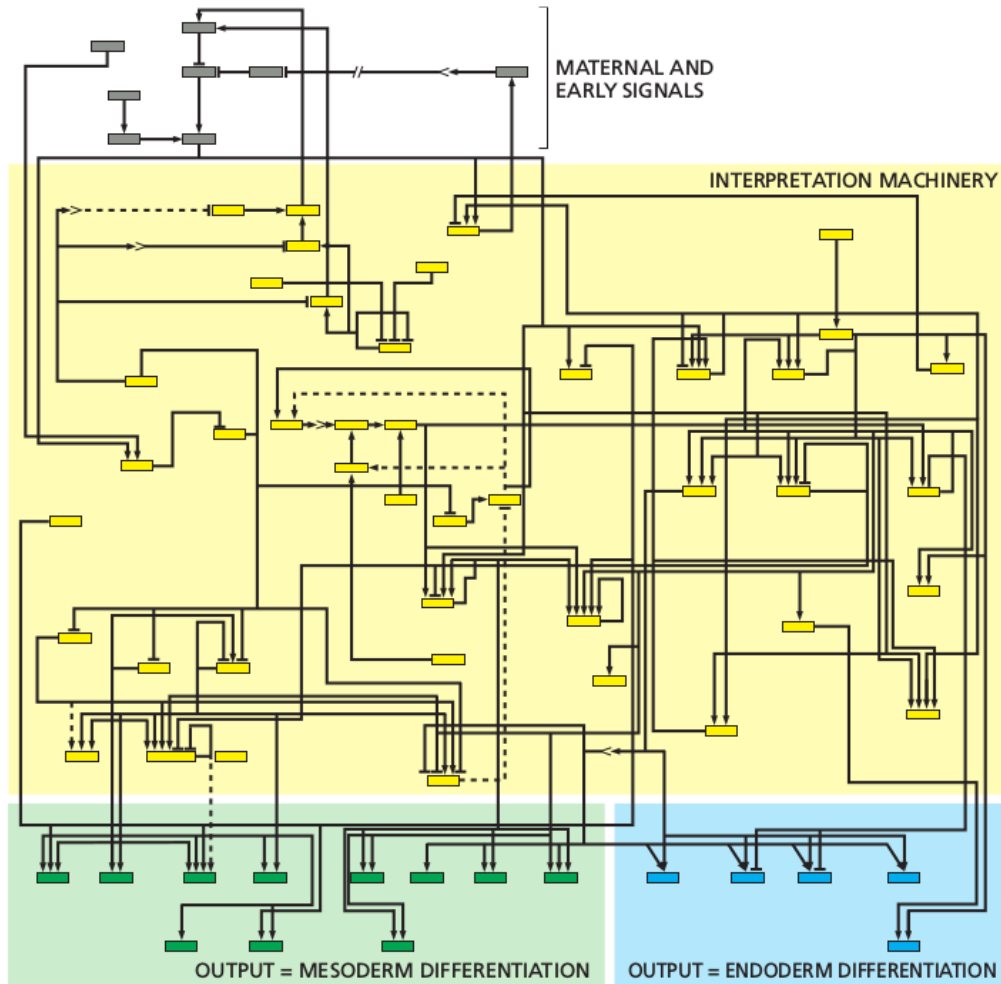 MATERNAL AND
EARLY SIGNALS
INTERPRETATION MACHINERY
OUTPUT = MESODERM DIFFERENTIATION
OUTPUT = ENDODERM DIFFERENTIATION